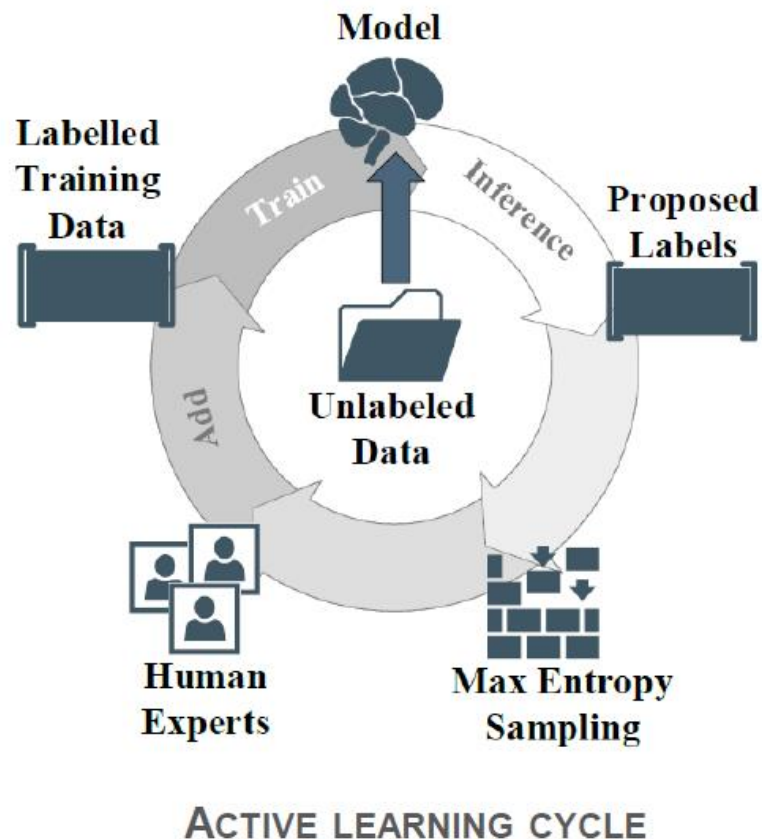 Model
Labelled
Training
Data
Train
Inference
Proposed
Labels
Unlabeled
Data
Add
Human
Experts
Max Entropy
Sampling
ACTIVE LEARNING CYCLE